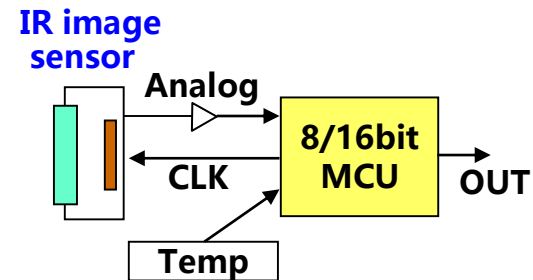 IR image
sensor
Analog
8/16bit
MCU
CLK
OUT
Temp